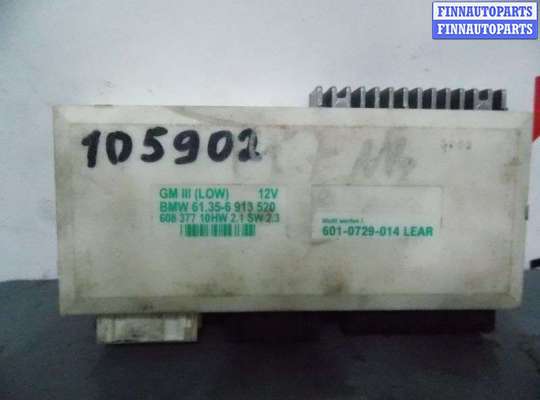 FINNAUTOPARTS
FINNAUTOPARTS
105902
GM III (LOW) 12V
BMW 61.35-6 913 520
608 377 10HW 2.1 SW 2.3
601-0729-014 LEAR